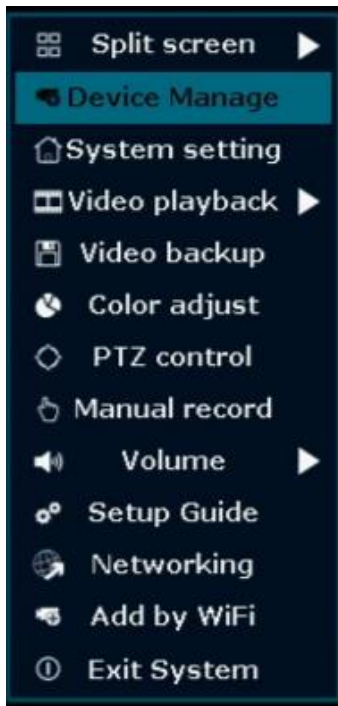 Split screen
Device Manage
System setting
Video playback
Video backup
Color adjust
PTZ control
Manual record
Volume
Setup Guide
Networking
Add by WiFi
Exit System